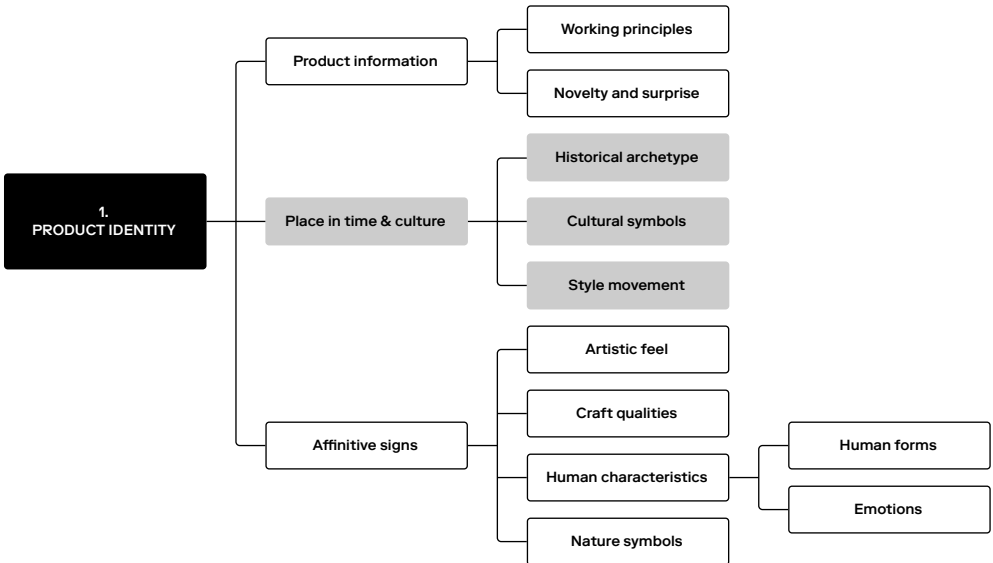 Working principles
Product information
Novelty and surprise
Historical archetype
1.
PRODUCT IDENTITY
Place in time & culture
Cultural symbols
Style movement
Artistic feel
Craft qualities
Affinitive signs
Human forms
Human characteristics
Emotions
Nature symbols